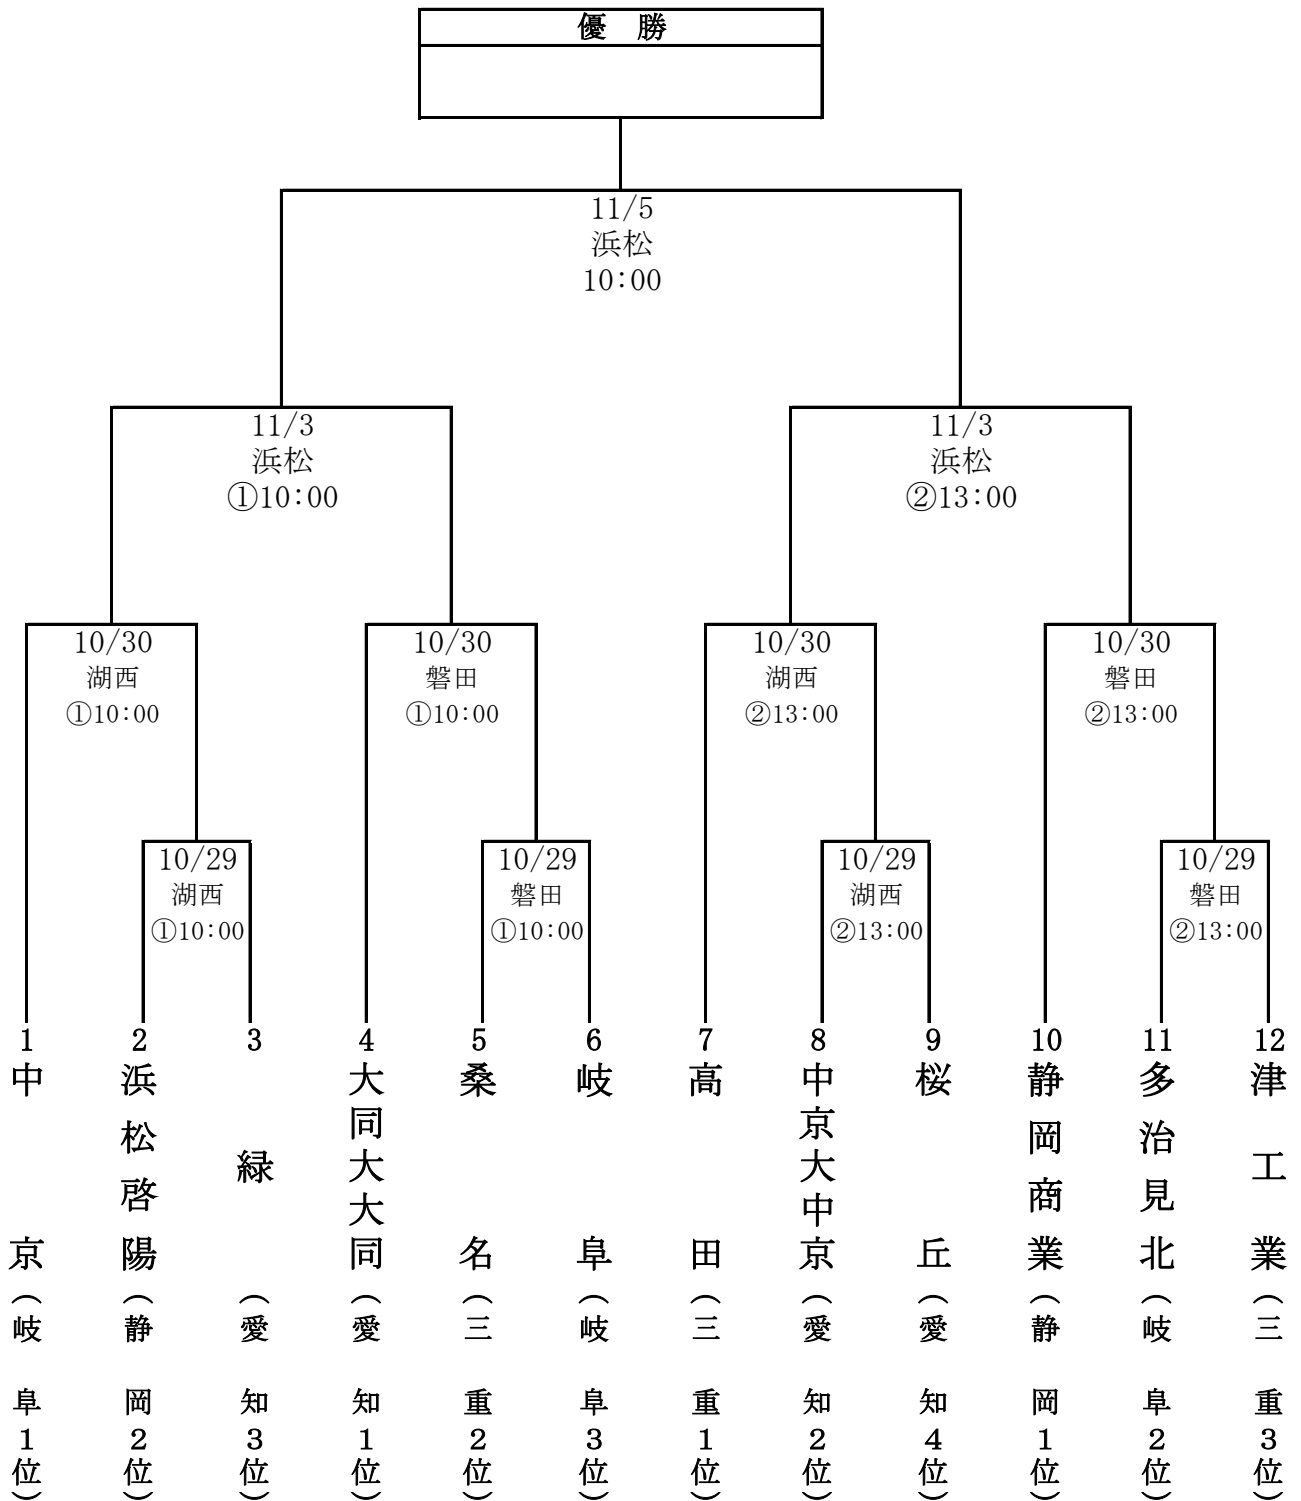 優 勝
11/5
浜松
10:00
11/3
浜松
①10:00
11/3
浜松
②13:00
10/30
湖西
①10:00
10/30
磐田
①10:00
10/30
湖西
②13:00
10/30
磐田
②13:00
10/29
湖西
①10:00
10/29
磐田
①10:00
10/29
湖西
②13:00
10/29
磐田
②13:00
1
中京(岐阜1位)
2
浜松啓陽(静岡2位)
3
緑(愛知3位)
4
大同大大同(愛知1位)
5
桑名(三重2位)
6
岐阜(岐阜3位)
7
高田(三重1位)
8
中京大中京(愛知2位)
9
桜丘(愛知4位)
10
静岡商業(静岡1位)
11
多治見北(岐阜2位)
12
津工業(三重3位)